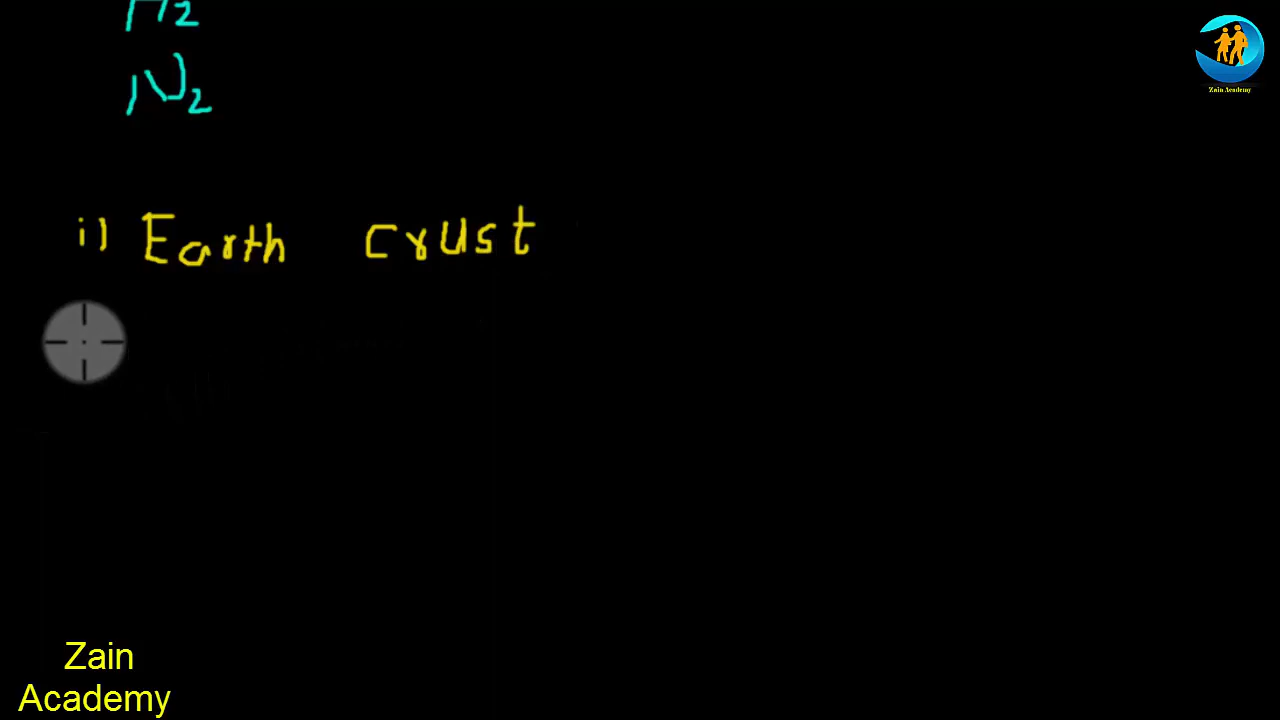 H₂
N₂
i) Earth crust
Zain Academy
Zain
Academy